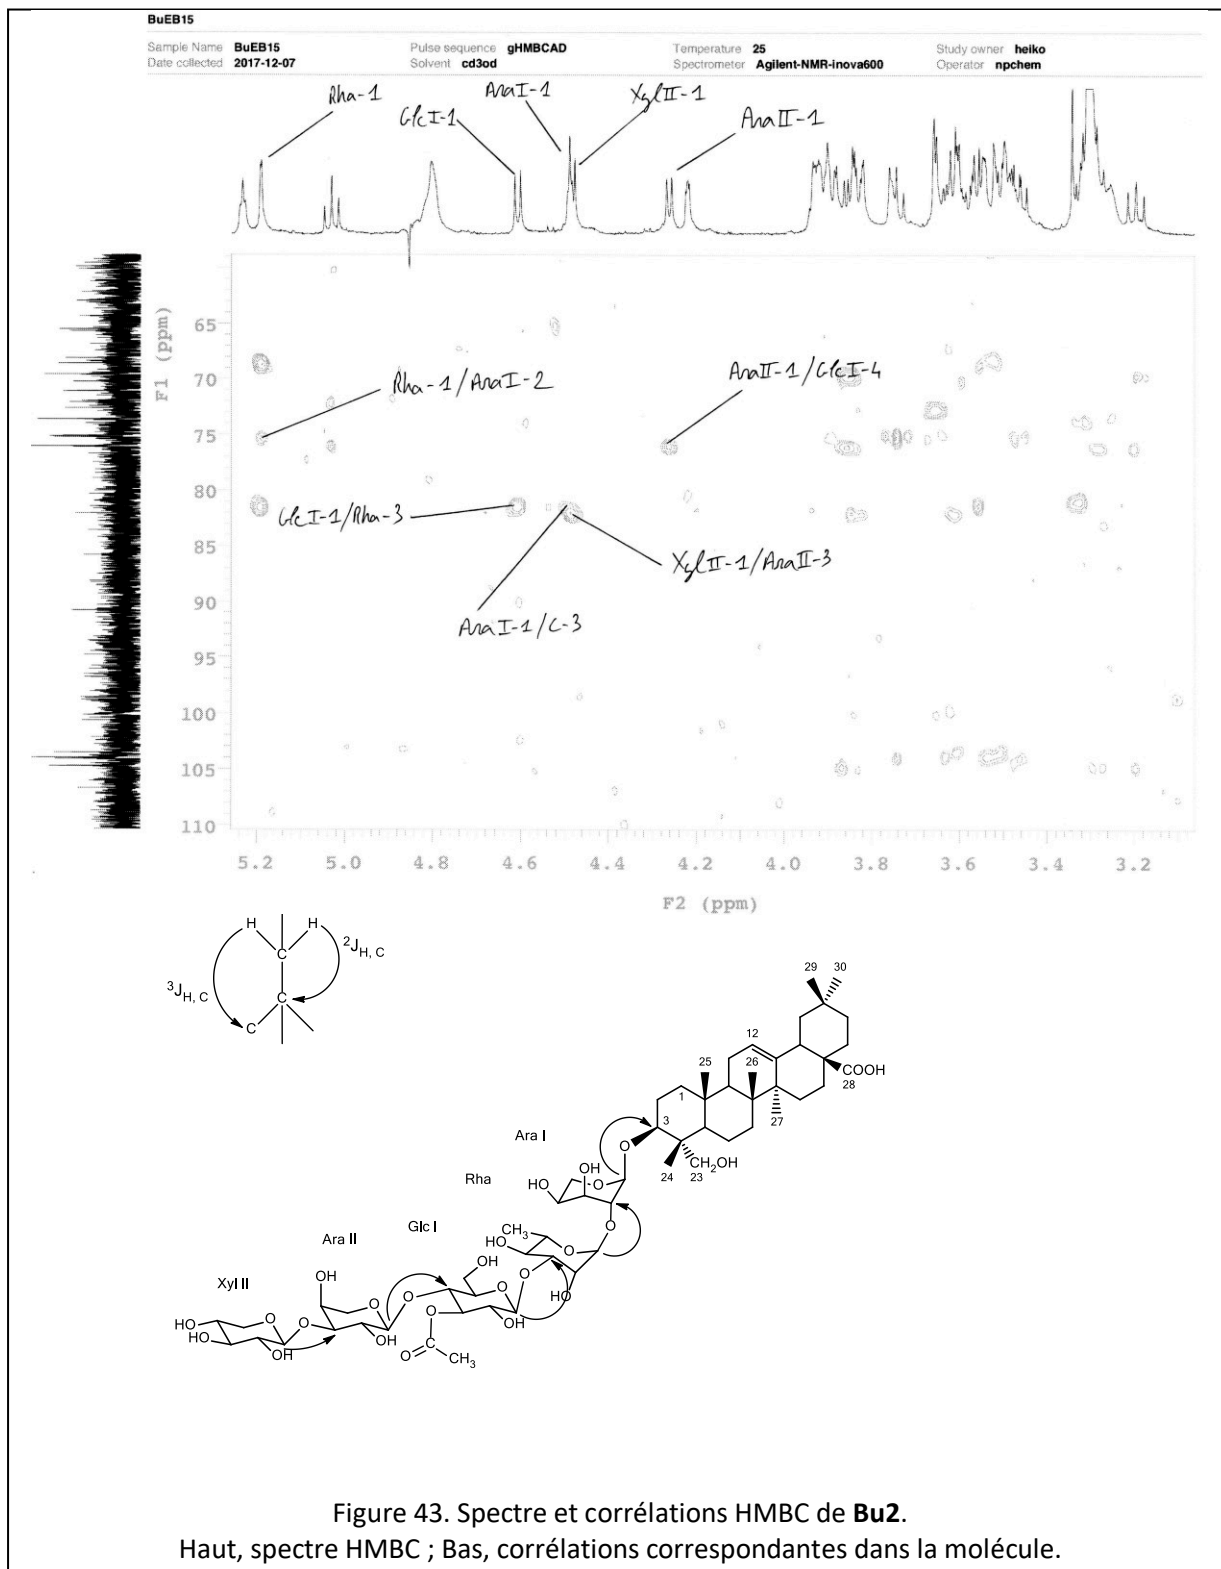 BuEB15
Sample Name BuEB15 Pulse sequence gHMBCAD Temperature 25 Study owner heiko
Date collected 2017-12-07 Solvent cd3od Spectrometer Agilent-NMR-inova600 Operator npchem
Rha-1
GlcI-1
AraI-1
XylII-1
AraII-1
F1 (ppm)
65
70
75
80
85
90
95
100
105
110
Rha-1/AraI-2
AraII-1/GlcI-4
GlcI-1/Rha-3
XylII-1/AraII-3
AraI-1/C-3
5.2 5.0 4.8 4.6 4.4 4.2 4.0 3.8 3.6 3.4 3.2
F2 (ppm)
H H
C
C
C
²J H, C
³J H, C
29 30
12
25 26
COOH
28
1
27
3
Ara I
O
24 23 CH₂OH
OH
HO O
Rha
O
Glc I
CH₃
HO O
Ara II
OH
O
HO
Xyl II
OH
O
O
O
O
OH
HO
HO
O
O
OH
OH
O
O
CH₃
Figure 43. Spectre et corrélations HMBC de Bu2.
Haut, spectre HMBC ; Bas, corrélations correspondantes dans la molécule.